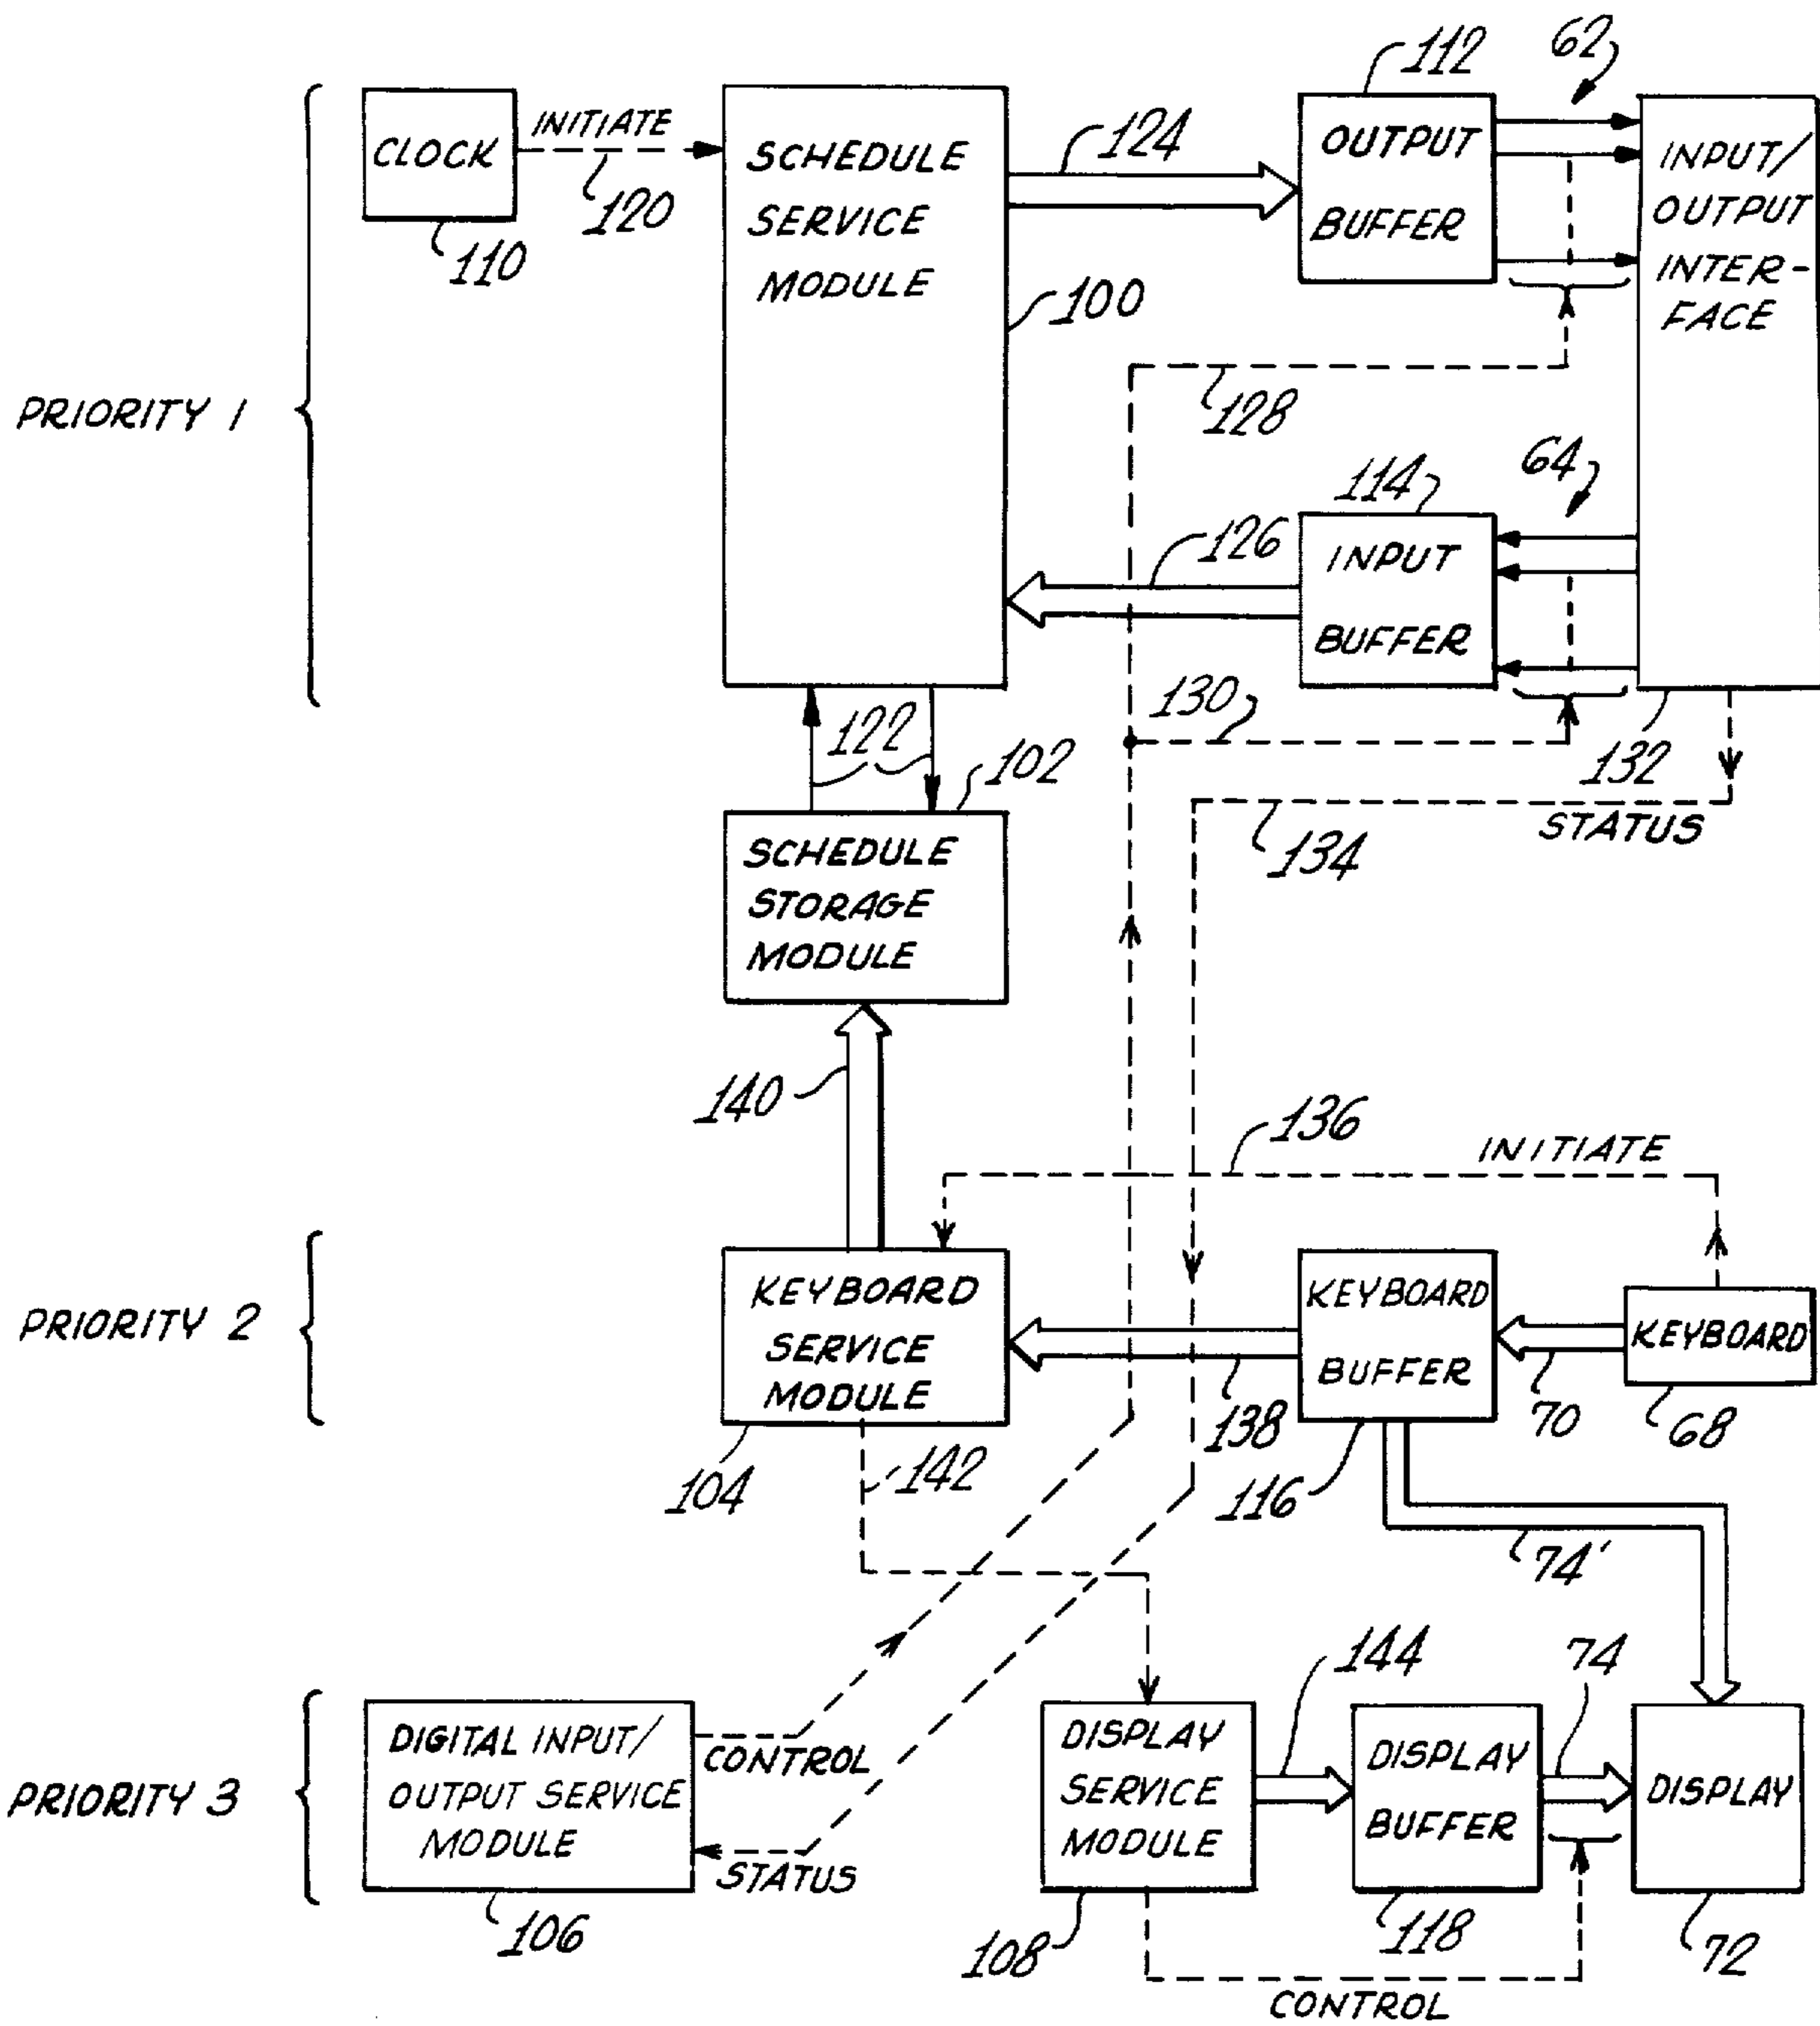 62
112
CLOCK
INITIATE
120
110
SCHEDULE
SERVICE
MODULE
100
124
OUTPUT
BUFFER
INPUT/
OUTPUT
INTER-
FACE
128
PRIORITY 1
64
114
126
INPUT
BUFFER
130
132
122
102
134
STATUS
SCHEDULE
STORAGE
MODULE
140
136
INITIATE
PRIORITY 2
KEYBOARD
SERVICE
MODULE
KEYBOARD
BUFFER
KEYBOARD
138
70
68
104
142
116
74'
144
74
PRIORITY 3
DIGITAL INPUT/
OUTPUT SERVICE
MODULE
CONTROL
STATUS
106
DISPLAY
SERVICE
MODULE
DISPLAY
BUFFER
DISPLAY
108
118
72
CONTROL